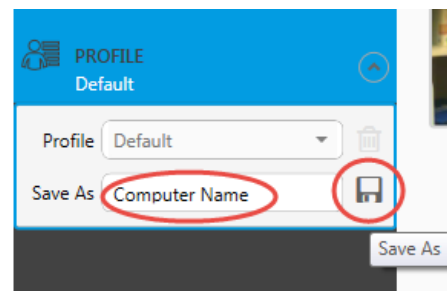 PROFILE
Default
Profile Default
Save As Computer Name
Save As